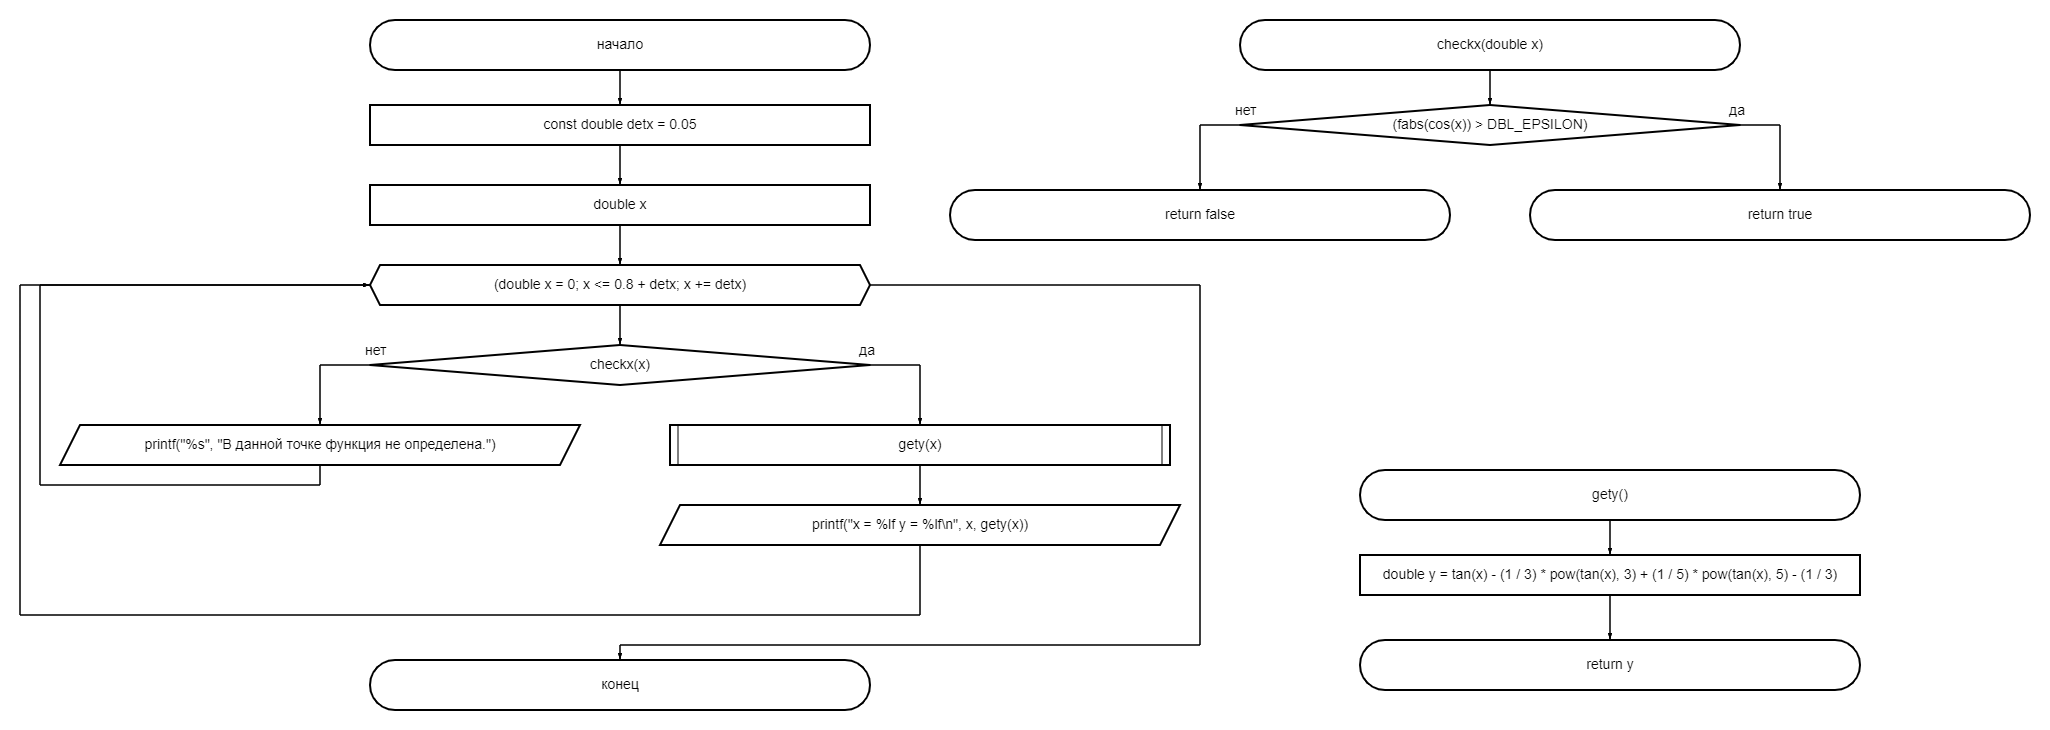 начало
const double detx = 0.05
double x
(double x = 0; x <= 0.8 + detx; x += detx)
checkx(x)
нет
да
printf("%s", "В данной точке функция не определена.")
gety(x)
printf("x = %lf y = %lf\n", x, gety(x))
конец
checkx(double x)
нет
да
(fabs(cos(x)) > DBL_EPSILON)
return false
return true
gety()
double y = tan(x) - (1 / 3) * pow(tan(x), 3) + (1 / 5) * pow(tan(x), 5) - (1 / 3)
return y